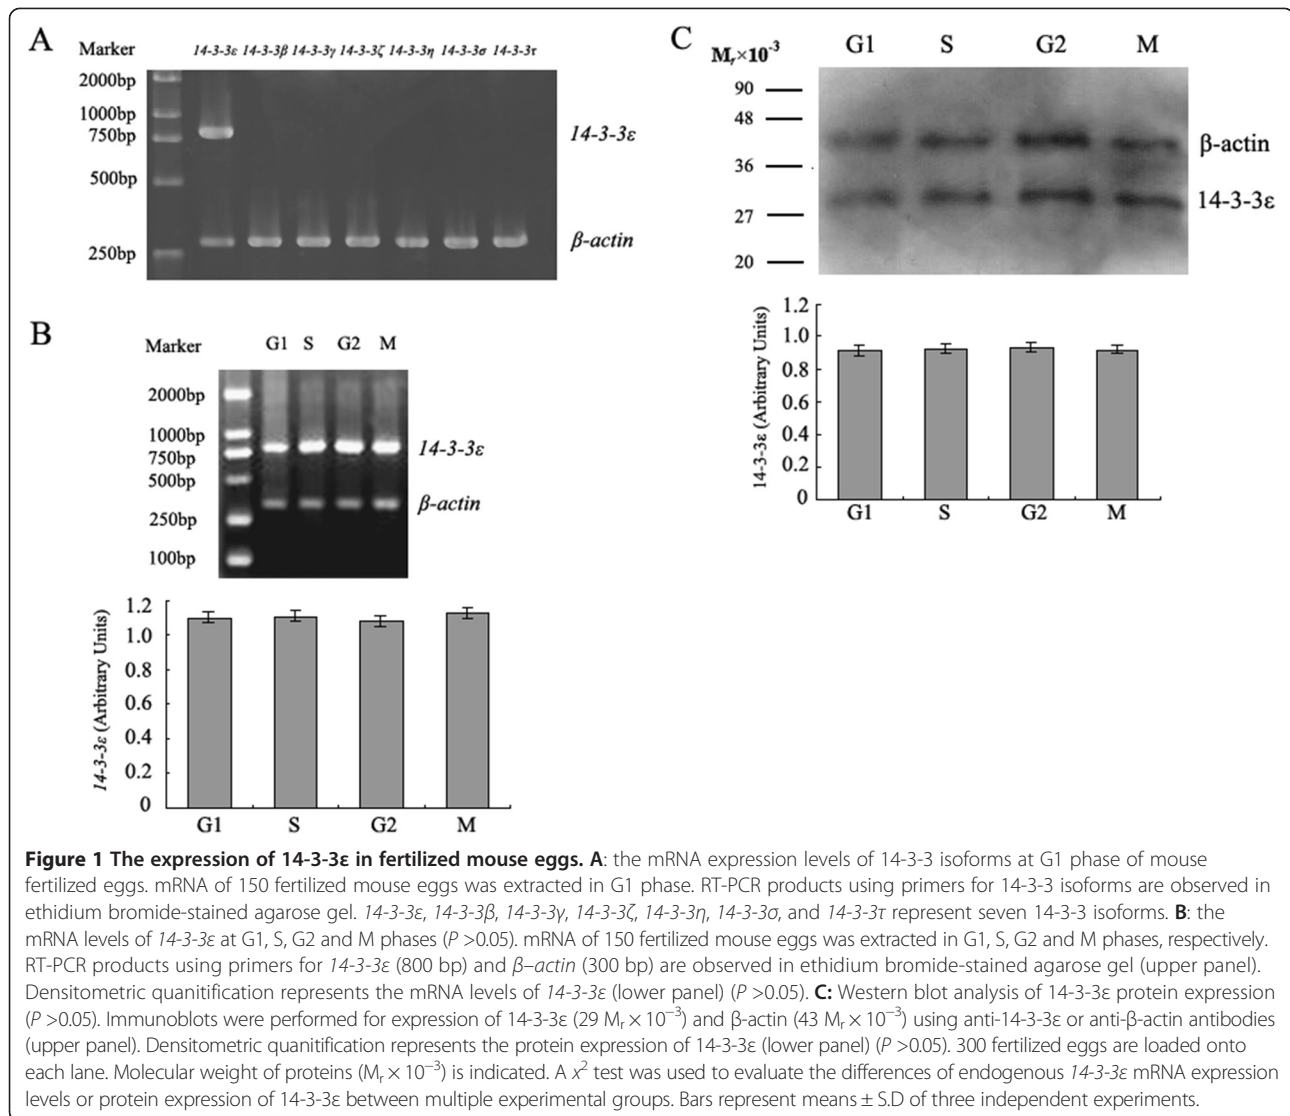 A
Marker 14-3-3ε 14-3-3β 14-3-3γ 14-3-3ζ 14-3-3η 14-3-3σ 14-3-3τ
2000bp
1000bp
750bp
500bp
250bp
14-3-3ε
β-actin
B
Marker G1 S G2 M
2000bp
1000bp
750bp
500bp
250bp
100bp
14-3-3ε
β-actin
14-3-3ε (Arbitrary Units)
1.2
1.0
0.8
0.6
0.4
0.2
0
G1 S G2 M
C
Mr×10⁻³ G1 S G2 M
90
48
36
27
20
β-actin
14-3-3ε
14-3-3ε (Arbitrary Units)
1.2
1.0
0.8
0.6
0.4
0.2
0
G1 S G2 M
Figure 1 The expression of 14-3-3ε in fertilized mouse eggs. A: the mRNA expression levels of 14-3-3 isoforms at G1 phase of mouse
fertilized eggs. mRNA of 150 fertilized mouse eggs was extracted in G1 phase. RT-PCR products using primers for 14-3-3 isoforms are observed in
ethidium bromide-stained agarose gel. 14-3-3ε, 14-3-3β, 14-3-3γ, 14-3-3ζ, 14-3-3η, 14-3-3σ, and 14-3-3τ represent seven 14-3-3 isoforms. B: the
mRNA levels of 14-3-3ε at G1, S, G2 and M phases (P >0.05). mRNA of 150 fertilized mouse eggs was extracted in G1, S, G2 and M phases, respectively.
RT-PCR products using primers for 14-3-3ε (800 bp) and β–actin (300 bp) are observed in ethidium bromide-stained agarose gel (upper panel).
Densitometric quanitification represents the mRNA levels of 14-3-3ε (lower panel) (P >0.05). C: Western blot analysis of 14-3-3ε protein expression
(P >0.05). Immunoblots were performed for expression of 14-3-3ε (29 Mr × 10⁻³) and β-actin (43 Mr × 10⁻³) using anti-14-3-3ε or anti-β-actin antibodies
(upper panel). Densitometric quanitification represents the protein expression of 14-3-3ε (lower panel) (P >0.05). 300 fertilized eggs are loaded onto
each lane. Molecular weight of proteins (Mr × 10⁻³) is indicated. A x² test was used to evaluate the differences of endogenous 14-3-3ε mRNA expression
levels or protein expression of 14-3-3ε between multiple experimental groups. Bars represent means ± S.D of three independent experiments.